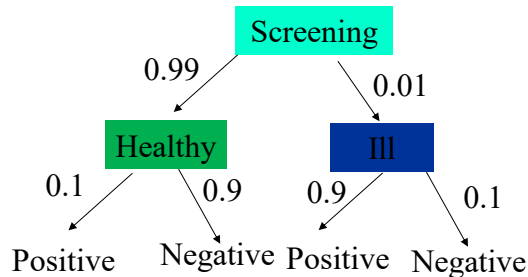 Screening
0.99
0.01
Healthy
Ill
0.1
0.9
0.9
0.1
Positive
Negative
Positive
Negative